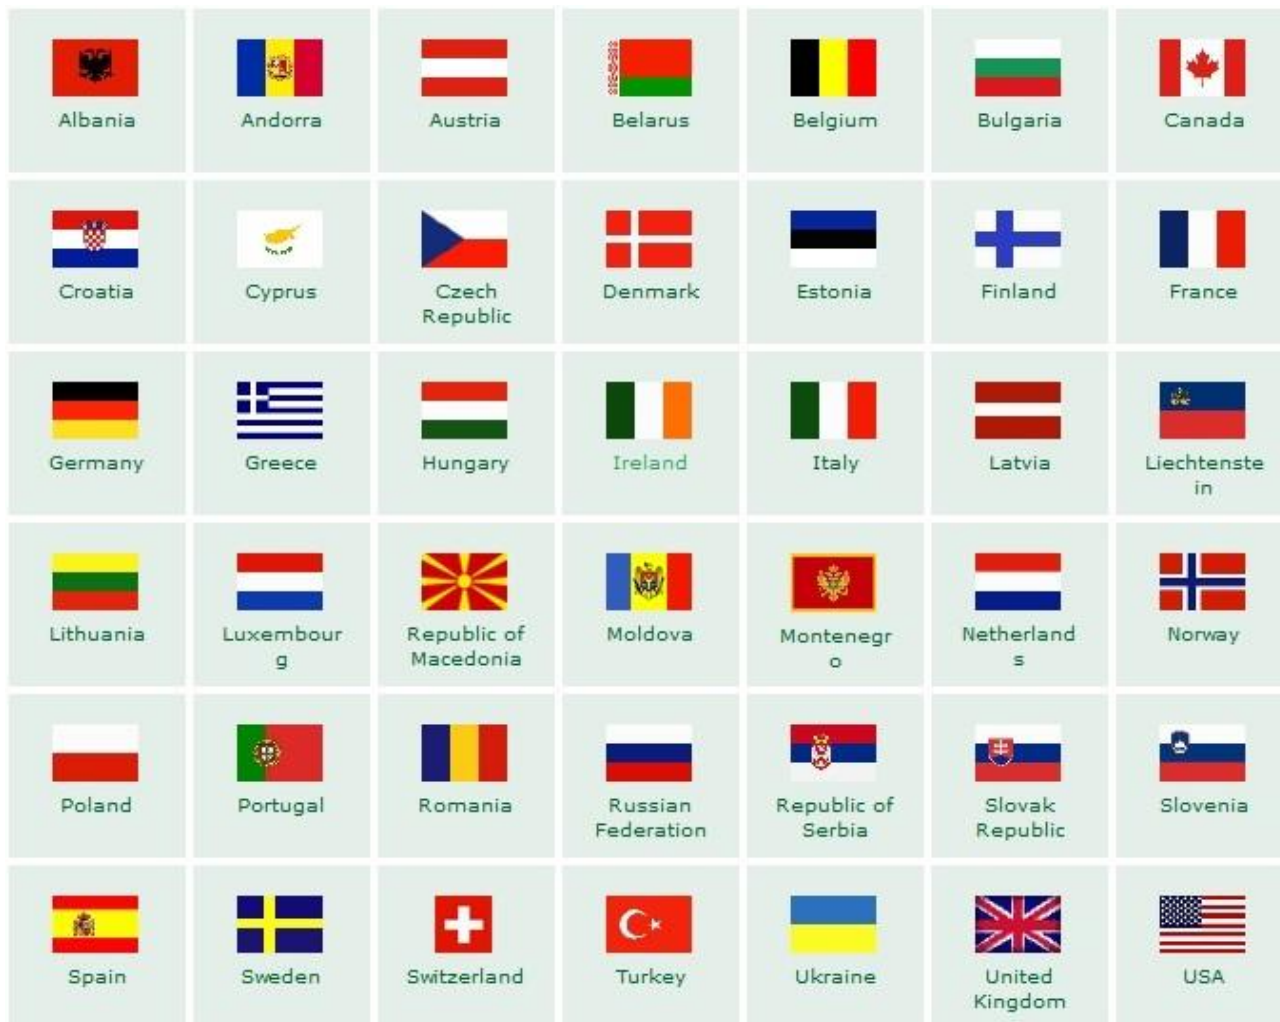 Albania
Andorra
Austria
Belarus
Belgium
Bulgaria
Canada
Croatia
Cyprus
Czech
Republic
Denmark
Estonia
Finland
France
Germany
Greece
Hungary
Ireland
Italy
Latvia
Liechtenste
in
Lithuania
Luxembour
g
Republic of
Macedonia
Moldova
Montenegr
o
Netherland
s
Norway
Poland
Portugal
Romania
Russian
Federation
Republic of
Serbia
Slovak
Republic
Slovenia
Spain
Sweden
Switzerland
Turkey
Ukraine
United
Kingdom
USA